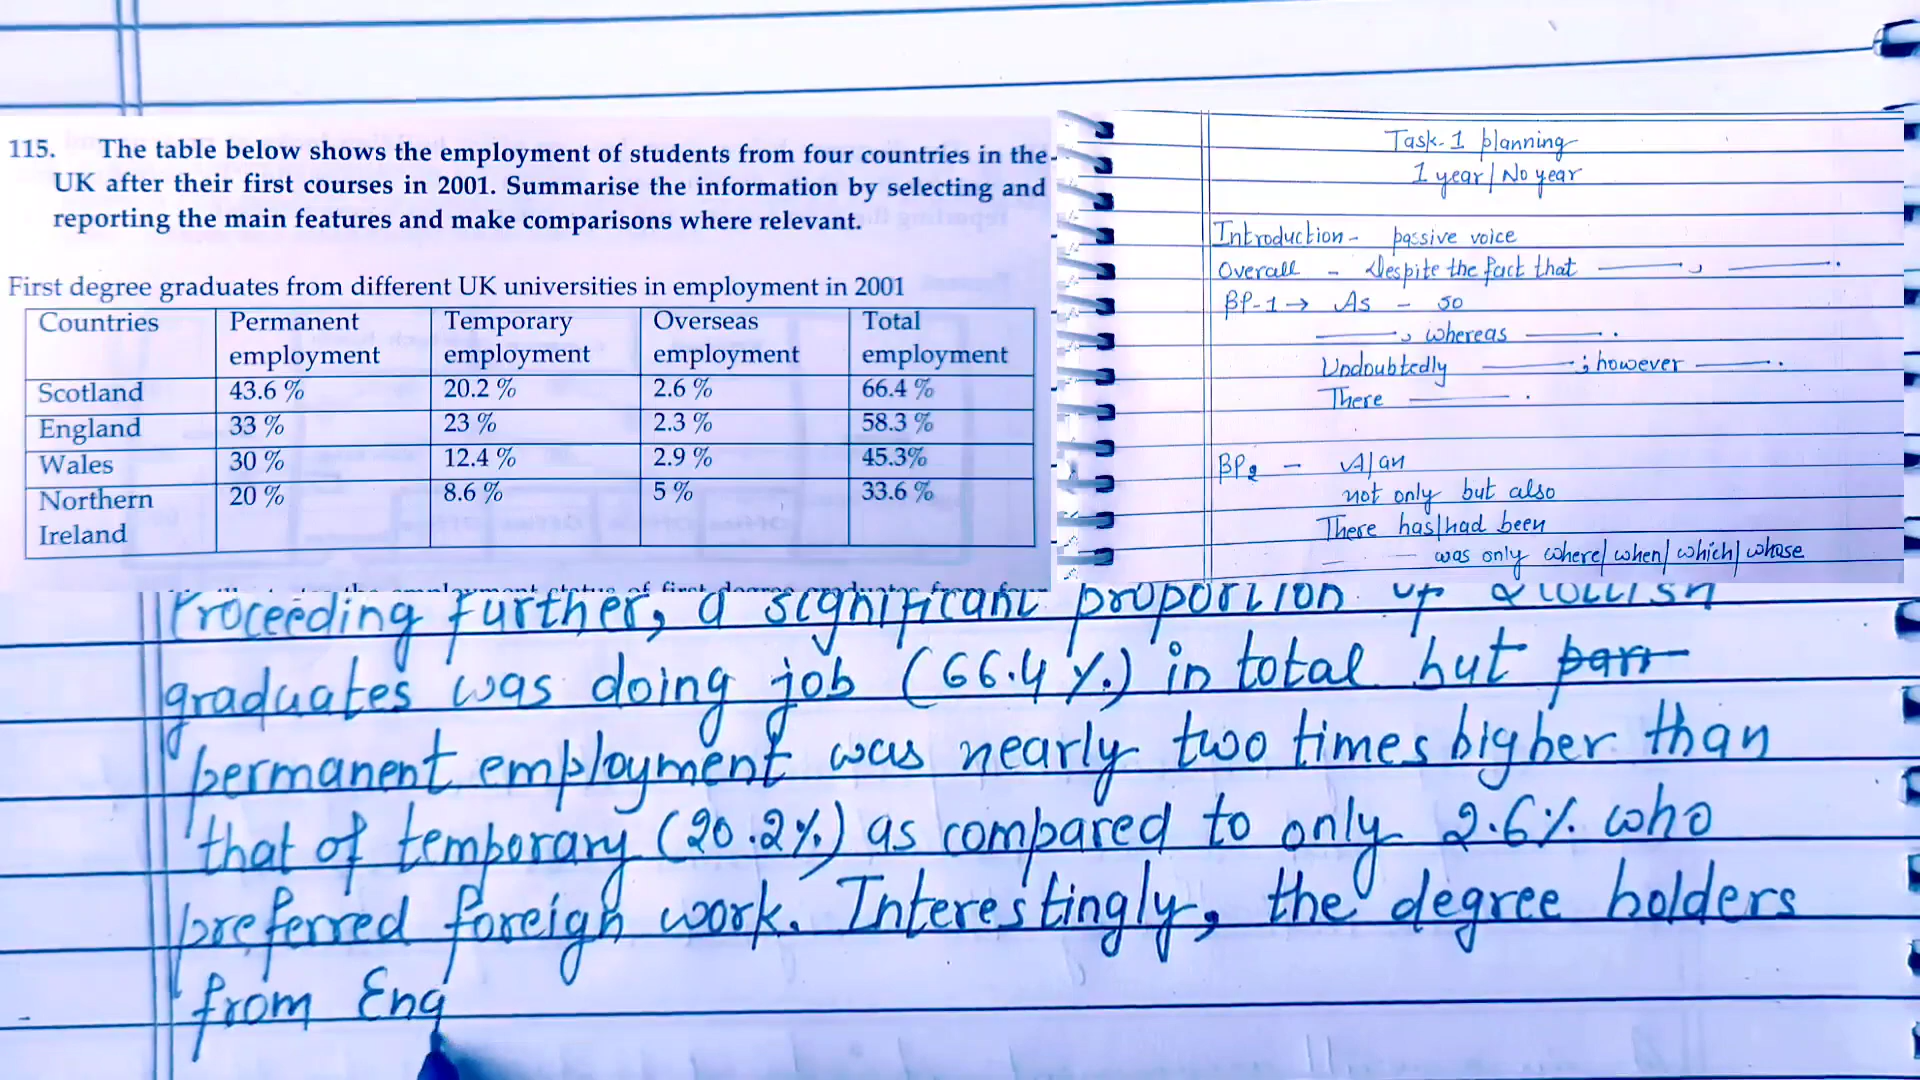 115. The table below shows the employment of students from four countries in the
UK after their first courses in 2001. Summarise the information by selecting and
reporting the main features and make comparisons where relevant.
First degree graduates from different UK universities in employment in 2001
Countries Permanent employment Temporary employment Overseas employment Total employment
Scotland 43.6 % 20.2 % 2.6 % 66.4 %
England 33 % 23 % 2.3 % 58.3 %
Wales 30 % 12.4 % 2.9 % 45.3%
Northern Ireland 20 % 8.6 % 5 % 33.6 %
Task-1 planning
1 year/No year
Introduction - passive voice
Overall - Despite the fact that ——, ——.
BP-1 → As - so
——, whereas ——.
Undoubtedly ——; however ——.
There ——.
BP2 - A/an
not only but also
There has/had been
—— was only where/when/which/whose
the employment status of first degree graduates from four
Proceeding further, a significant proportion of Scottish
graduates was doing job (66.4%) in total but
permanent employment was nearly two times higher than
that of temporary (20.2%) as compared to only 2.6% who
preferred foreign work. Interestingly, the degree holders
from Eng